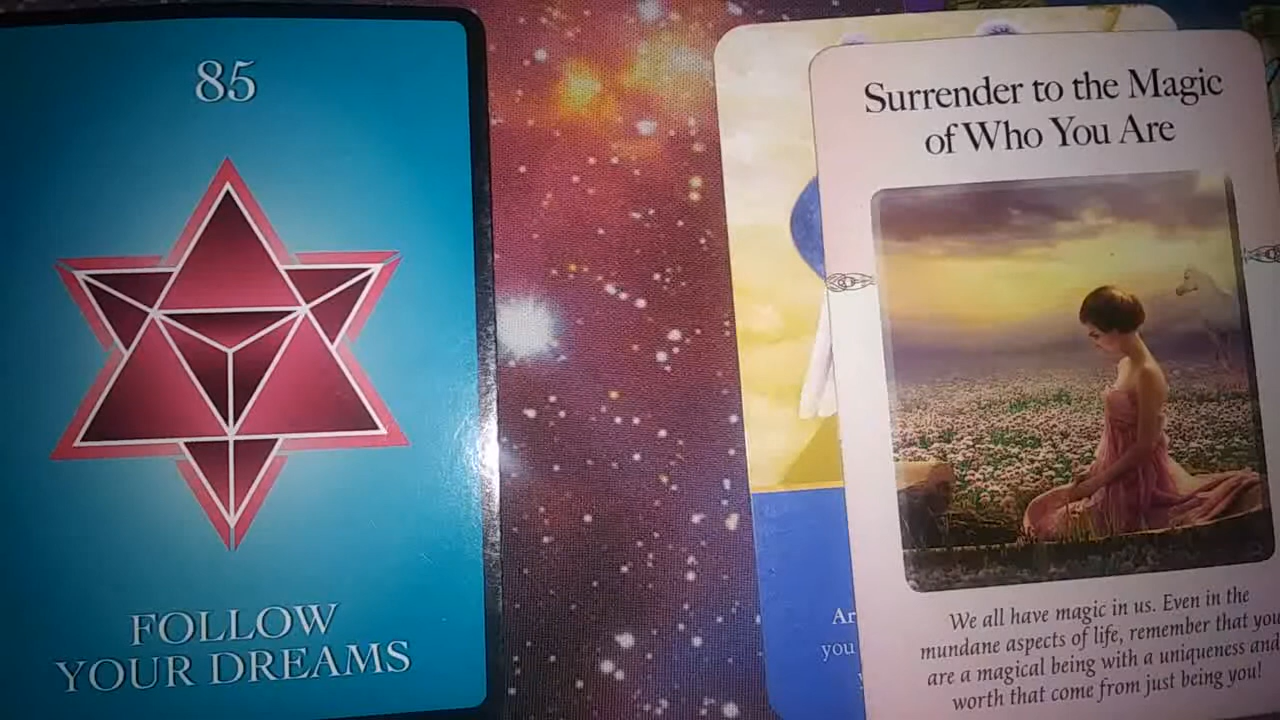 85
FOLLOW
YOUR DREAMS
Surrender to the Magic
of Who You Are
We all have magic in us. Even in the
mundane aspects of life, remember that you
are a magical being with a uniqueness and
worth that come from just being you!
you